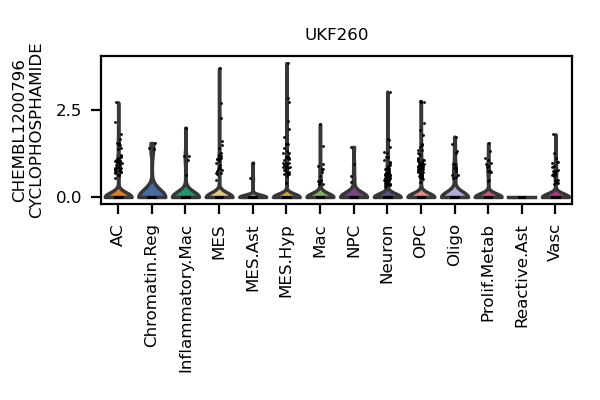 UKF260
CHEMBL1200796
CYCLOPHOSPHAMIDE
2.5
0.0
AC
Chromatin.Reg
Inflammatory.Mac
MES
MES.Ast
MES.Hyp
Mac
NPC
Neuron
OPC
Oligo
Prolif.Metab
Reactive.Ast
Vasc